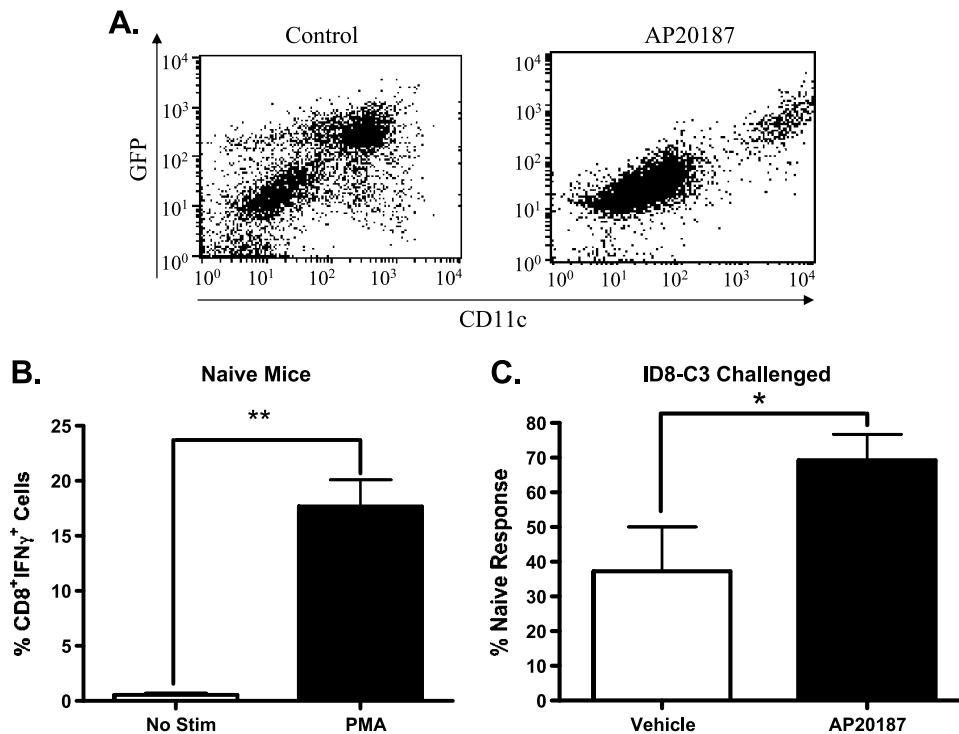 A.
Control
AP20187
GFP
10⁴
10³
10²
10¹
10⁰
10⁰ 10¹ 10² 10³ 10⁴
10⁴
10³
10²
10¹
10⁰
10⁰ 10¹ 10² 10³ 10⁴
CD11c
B.
Naive Mice
**
% CD8⁺IFNγ⁺ Cells
25
20
15
10
5
0
No Stim PMA
C.
ID8-C3 Challenged
*
% Naive Response
80
70
60
50
40
30
20
10
0
Vehicle AP20187